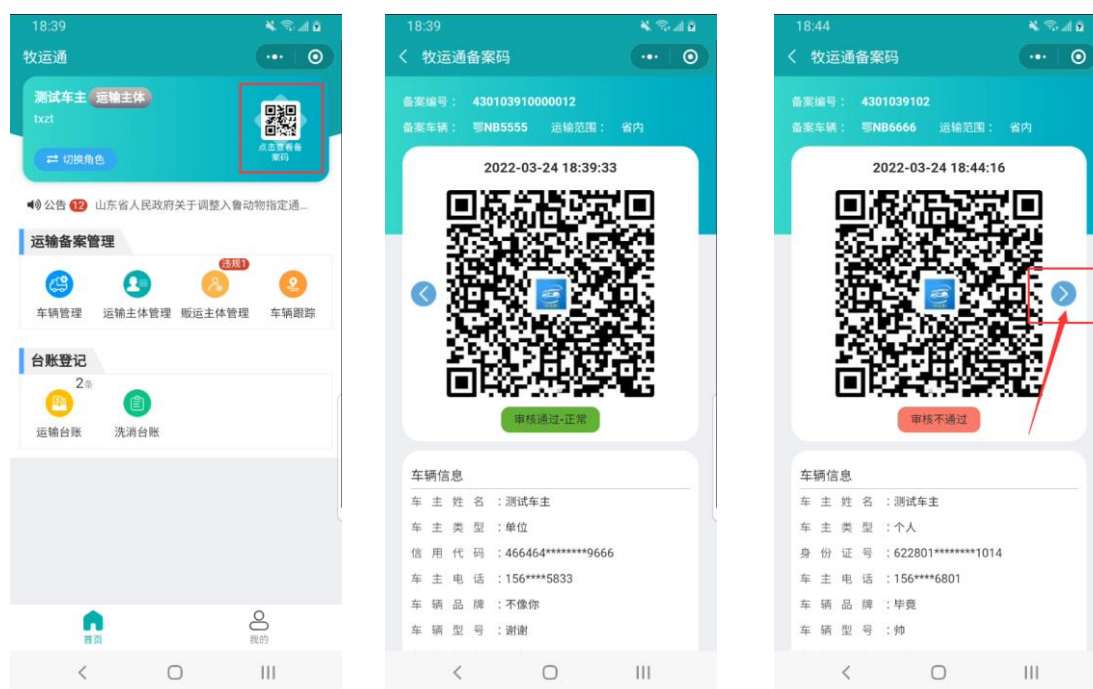 18:39
牧运通
测试车主 运输主体
txzt
点击查看备
案码
切换角色
公告 12 山东省人民政府关于调整入鲁动物指定通...
运输备案管理
违规1
车辆管理 运输主体管理 贩运主体管理 车辆跟踪
台账登记
2条
运输台账 洗消台账
首页 我的
18:39
牧运通备案码
备案编号： 430103910000012
备案车辆： 鄂NB5555 运输范围： 省内
2022-03-24 18:39:33
审核通过-正常
车辆信息
车主姓名：测试车主
车主类型：单位
信用代码：466464********9666
车主电话：156****5833
车辆品牌：不像你
车辆型号：谢谢
18:44
牧运通备案码
备案编号： 4301039102
备案车辆： 鄂NB6666 运输范围： 省内
2022-03-24 18:44:16
审核不通过
车辆信息
车主姓名：测试车主
车主类型：个人
身份证号：622801********1014
车主电话：156****6801
车辆品牌：毕竟
车辆型号：帅